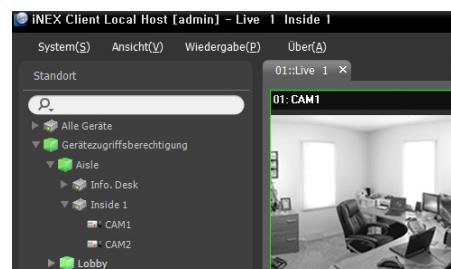 iNEX Client Local Host [admin] – Live 1 Inside 1
System(S) Ansicht(V) Wiedergabe(P) Über(A)
Standort
01::Live 1 ×
01: CAM1
Alle Geräte
Gerätezugriffsberechtigung
Aisle
Info. Desk
Inside 1
CAM1
CAM2
Lobby